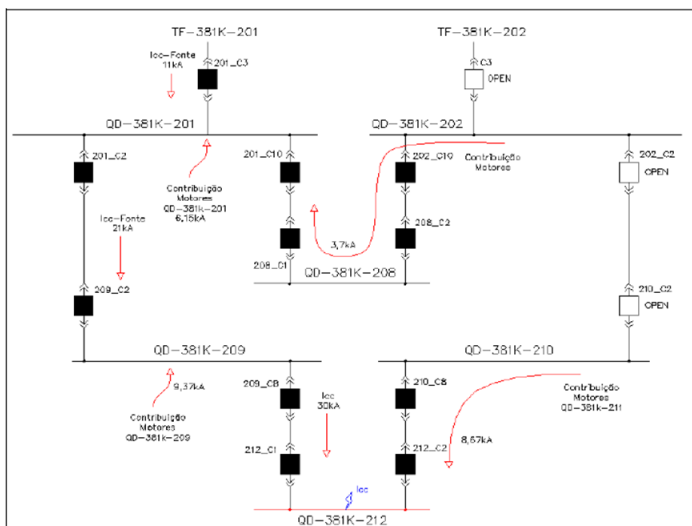 TF-381K-201
TF-381K-202
Icc-Fonte
11kA
201_C3
C3
OPEN
QD-381K-201
QD-381K-202
201_C2
201_C10
202_C10
202_C2
OPEN
Contribuição
Motores
Contribuição
Motores
QD-381k-201
6,15kA
Icc-Fonte
21kA
3,7kA
208_C2
208_C1
QD-381K-208
209_C2
210_C2
OPEN
QD-381K-209
QD-381K-210
9,37kA
209_C8
Icc
30kA
210_C8
Contribuição
Motores
QD-381k-211
Contribuição
Motores
QD-381k-209
212_C1
212_C2
8,67kA
Icc
QD-381K-212